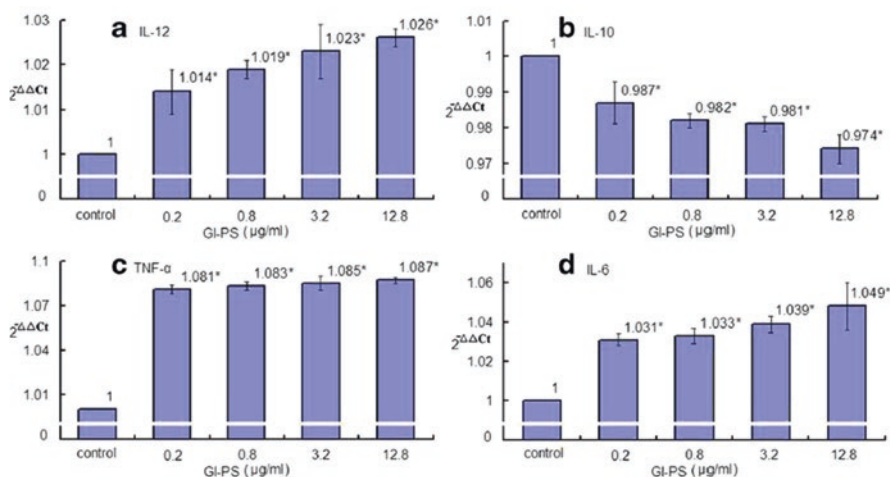 a IL-12
2-ΔΔCt
1.03
1.02
1.01
1
0
1
1.014*
1.019*
1.023*
1.026*
control 0.2 0.8 3.2 12.8
GI-PS (μg/ml)
b IL-10
2-ΔΔCt
1.01
1
0.99
0.98
0.97
0
1
0.987*
0.982*
0.981*
0.974*
control 0.2 0.8 3.2 12.8
GI-PS (μg/ml)
c TNF-α
2-ΔΔCt
1.1
1.07
1.04
1.01
0
1
1.081*
1.083*
1.085*
1.087*
control 0.2 0.8 3.2 12.8
GI-PS (μg/ml)
d IL-6
2-ΔΔCt
1.06
1.04
1.02
1
0
1
1.031*
1.033*
1.039*
1.049*
control 0.2 0.8 3.2 12.8
GI-PS (μg/ml)